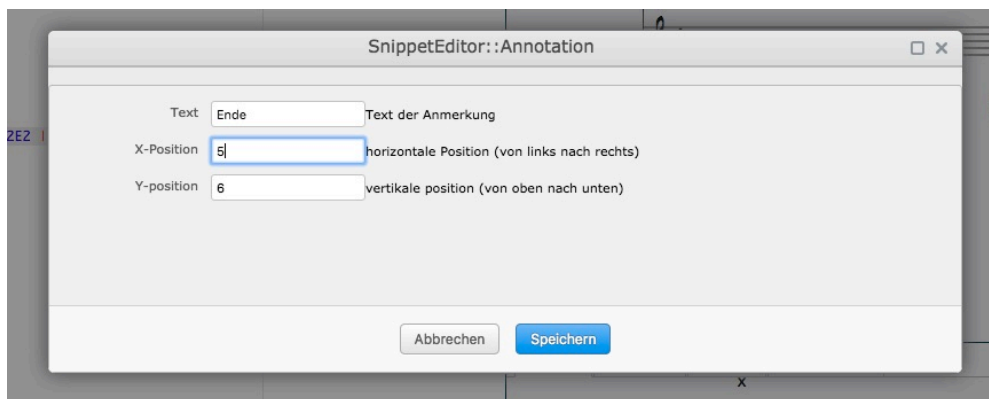 SnippetEditor::Annotation
Text Ende Text der Anmerkung
2E2 |
X-Position 5 horizontale Position (von links nach rechts)
Y-position 6 vertikale position (von oben nach unten)
Abbrechen Speichern
x